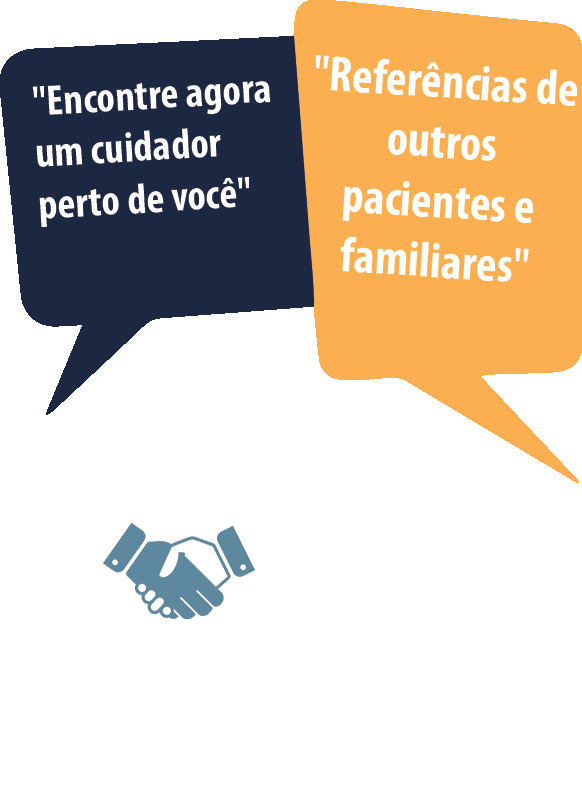 "Encontre agora
um cuidador
perto de você"
"Referências de
outros
pacientes e
familiares"